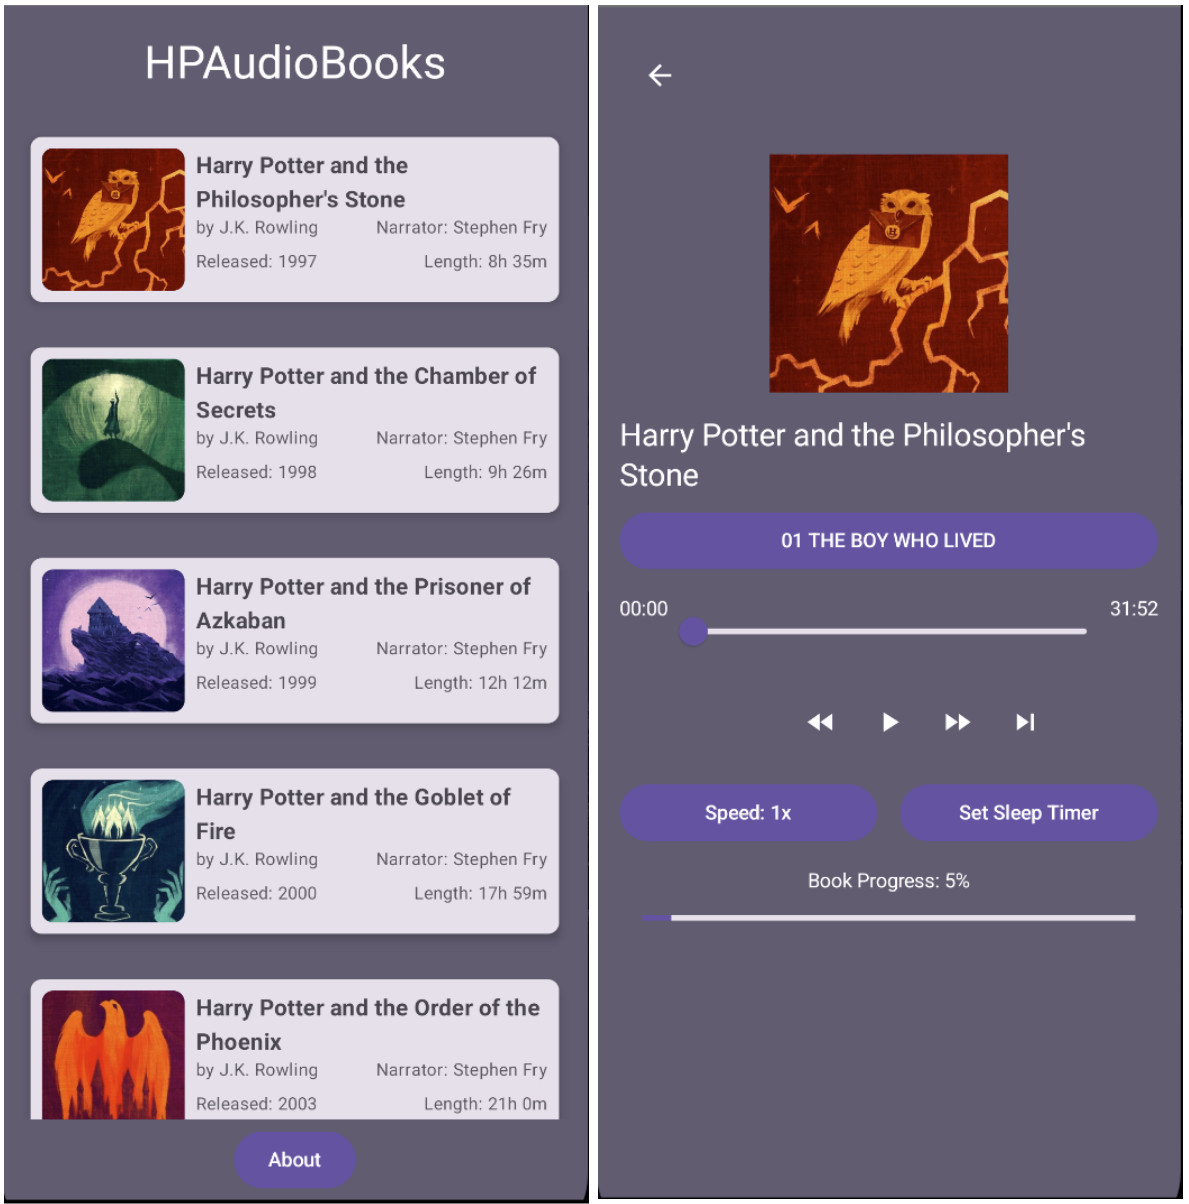 HPAudioBooks
Harry Potter and the
Philosopher's Stone
by J.K. Rowling Narrator: Stephen Fry
Released: 1997 Length: 8h 35m
Harry Potter and the Chamber of
Secrets
by J.K. Rowling Narrator: Stephen Fry
Released: 1998 Length: 9h 26m
Harry Potter and the Prisoner of
Azkaban
by J.K. Rowling Narrator: Stephen Fry
Released: 1999 Length: 12h 12m
Harry Potter and the Goblet of
Fire
by J.K. Rowling Narrator: Stephen Fry
Released: 2000 Length: 17h 59m
Harry Potter and the Order of the
Phoenix
by J.K. Rowling Narrator: Stephen Fry
Released: 2003 Length: 21h 0m
About
Harry Potter and the Philosopher's
Stone
01 THE BOY WHO LIVED
00:00 31:52
Speed: 1x Set Sleep Timer
Book Progress: 5%